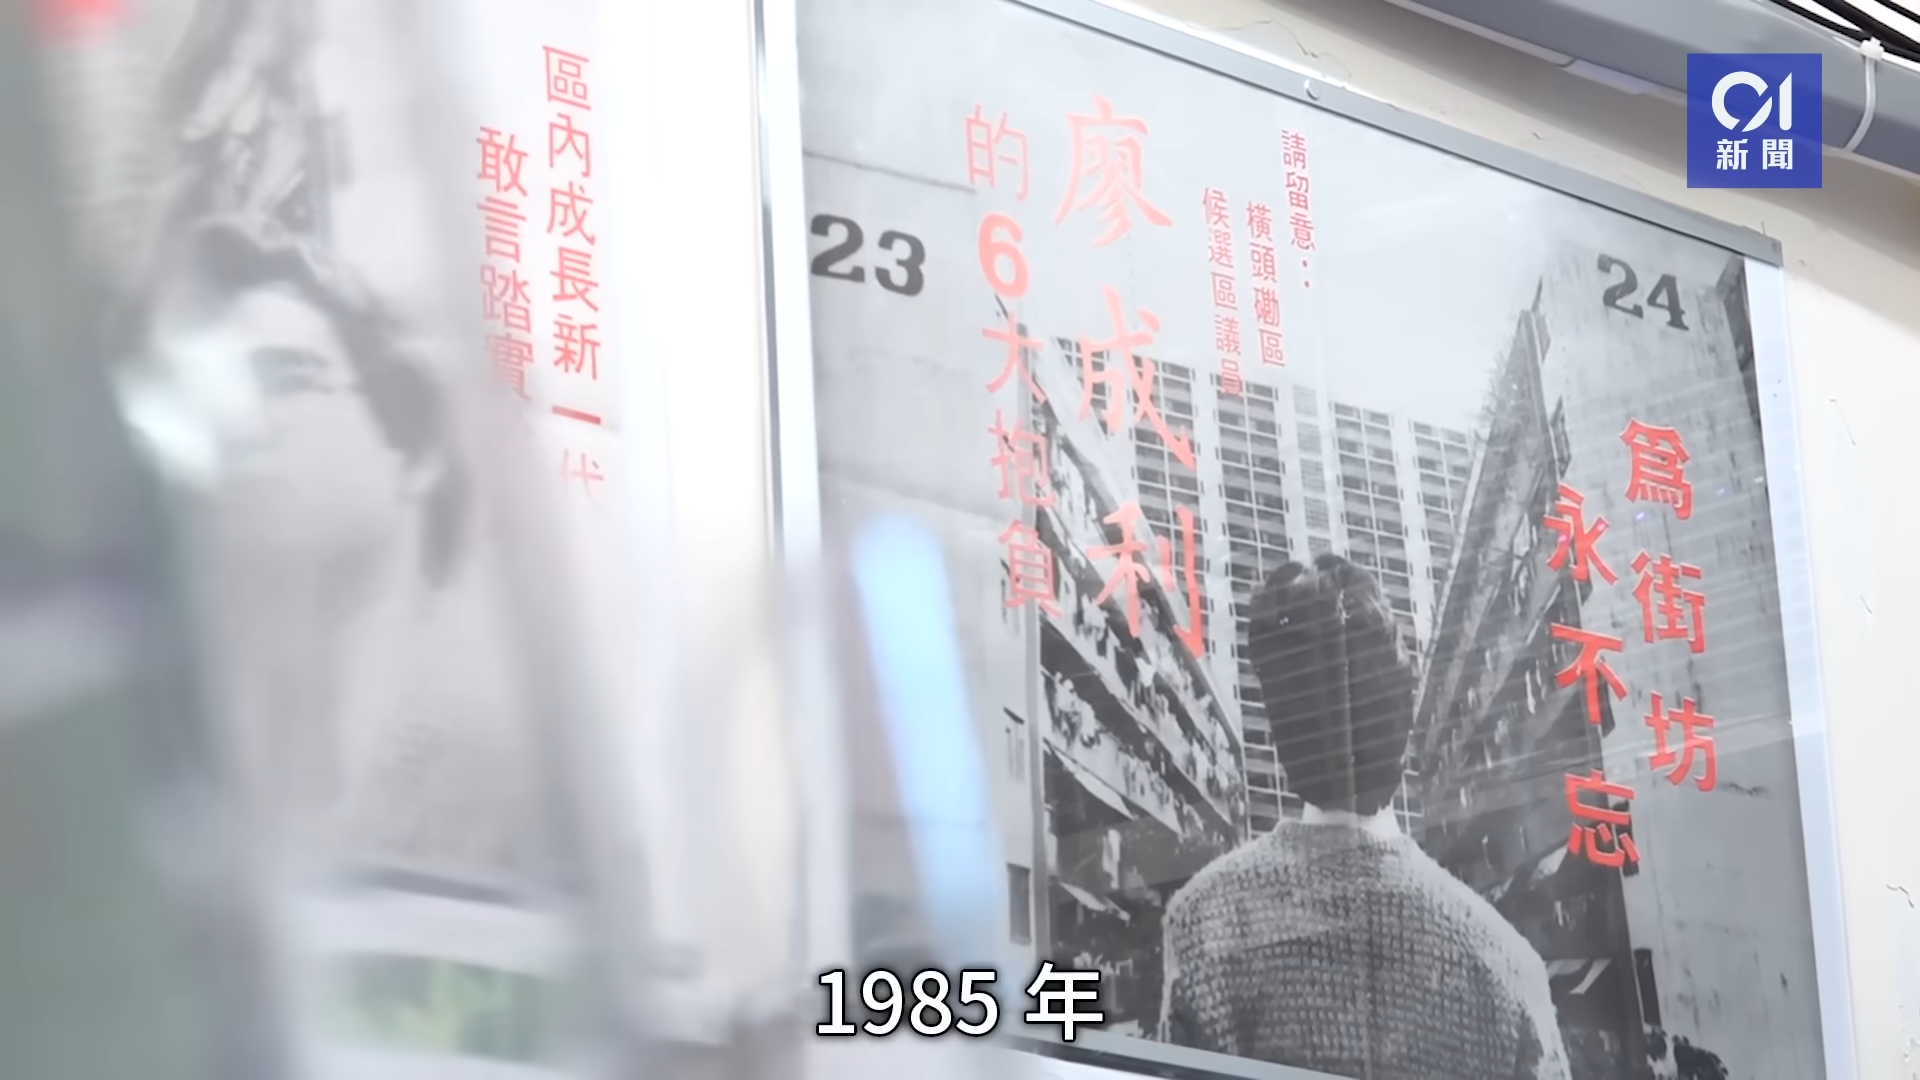 01
新聞
區內成長新一代
敢言踏實
請留意：
橫頭磡區
候選區議員
廖成利
的6大抱負
23
24
為街坊
永不忘
1985 年